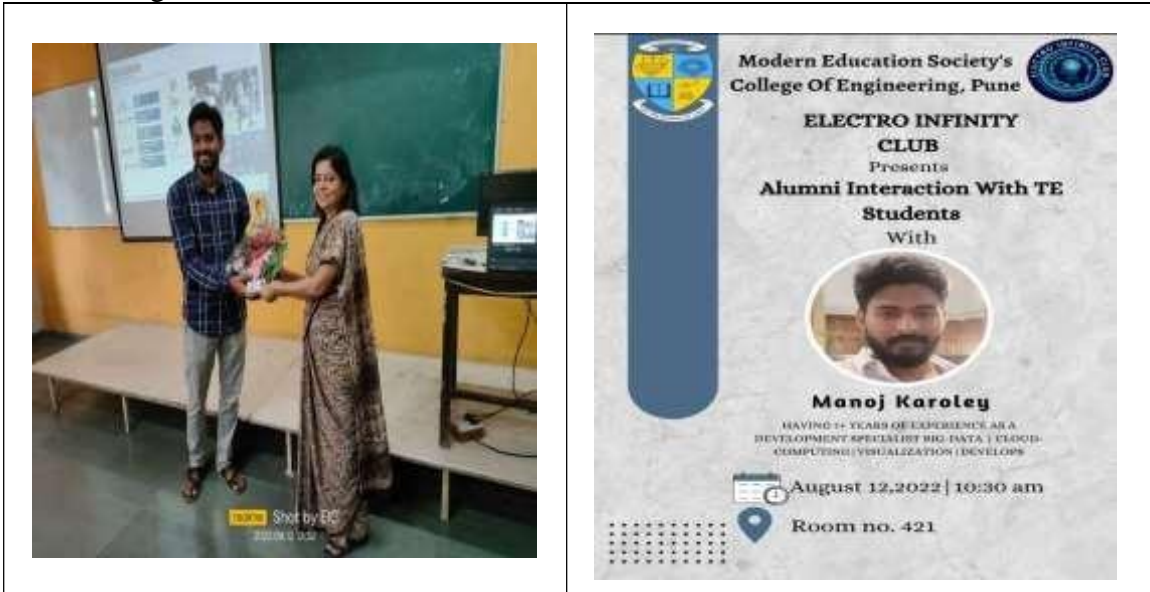 Shot by EC
Modern Education Society's
College Of Engineering, Pune
ELECTRO INFINITY
CLUB
Presents
Alumni Interaction With TE
Students
With
Manoj Karoley
YEARS OF EXPERIENCE AS A
DEVELOPMENT SPECIALIST BIG-DATA | CLOUD-
COMPUTING | VISUALIZATION | DEVELOPS
August 12,2022 | 10:30 am
Room no. 421